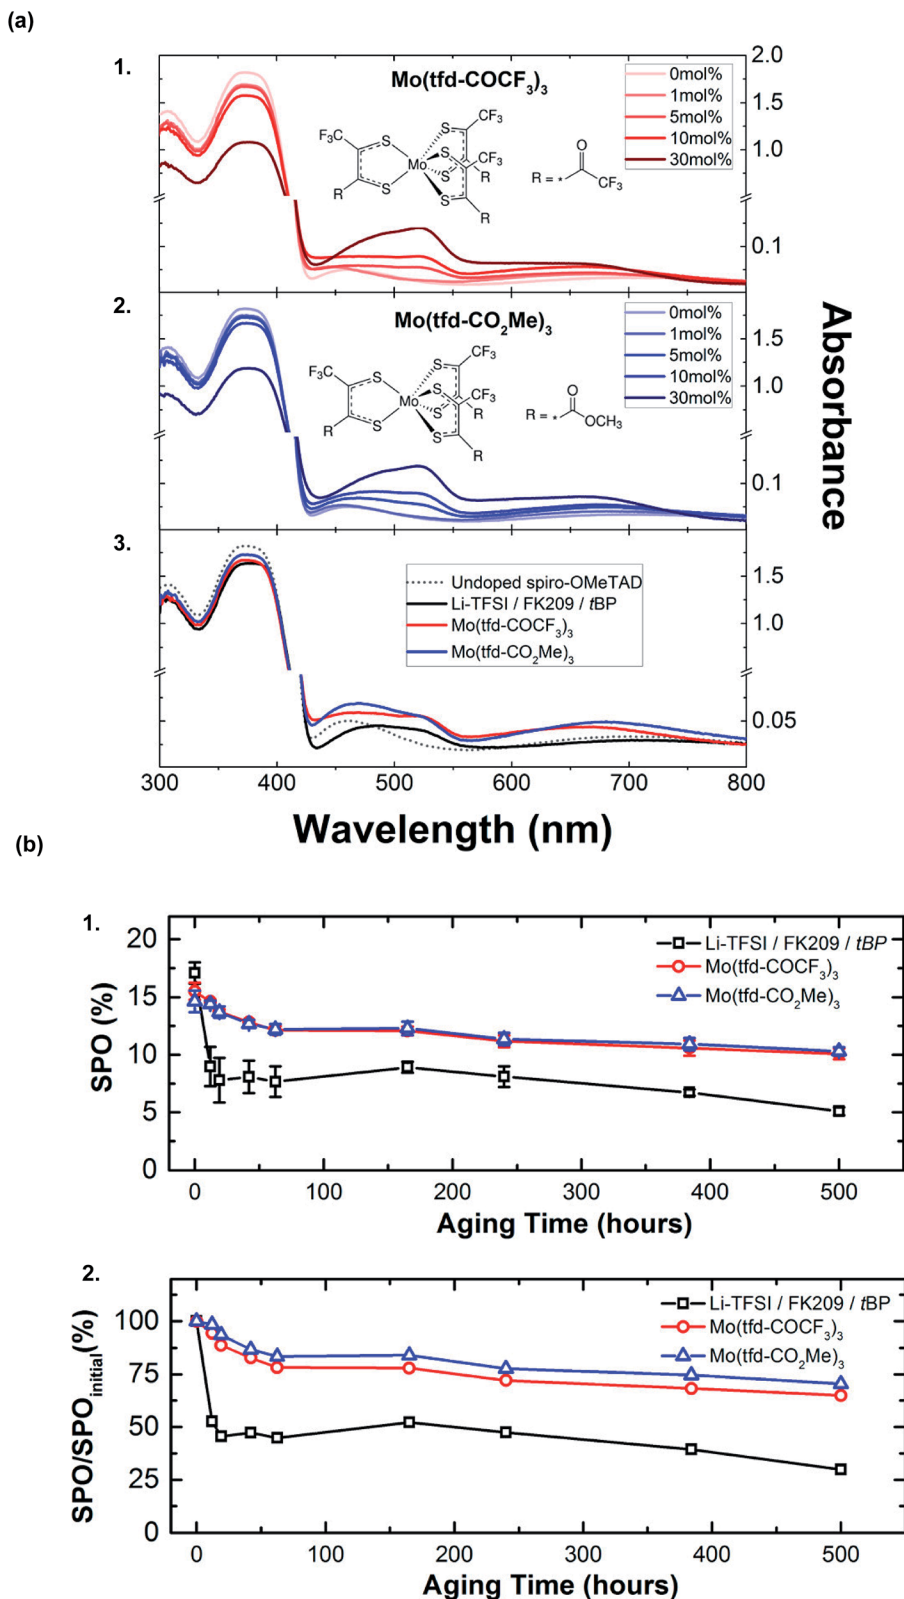 (a)
1.
Mo(tfd-COCF3)3
0mol%
1mol%
5mol%
10mol%
30mol%
F3C
S
CF3
S
S
CF3
Mo
S
R
S
S
R
R
R = *
O
CF3
2.0
1.5
1.0
0.1
2.
Mo(tfd-CO2Me)3
0mol%
1mol%
5mol%
10mol%
30mol%
F3C
S
CF3
S
S
CF3
Mo
S
R
S
S
R
R
R = *
O
OCH3
1.5
1.0
0.1
Absorbance
3.
Undoped spiro-OMeTAD
Li-TFSI / FK209 / tBP
Mo(tfd-COCF3)3
Mo(tfd-CO2Me)3
1.5
1.0
0.05
300 400 500 600 700 800
Wavelength (nm)
(b)
1.
Li-TFSI / FK209 / tBP
Mo(tfd-COCF3)3
Mo(tfd-CO2Me)3
20
15
10
5
0
SPO (%)
0 100 200 300 400 500
Aging Time (hours)
2.
Li-TFSI / FK209 / tBP
Mo(tfd-COCF3)3
Mo(tfd-CO2Me)3
100
75
50
25
0
SPO/SPOinitial(%)
0 100 200 300 400 500
Aging Time (hours)